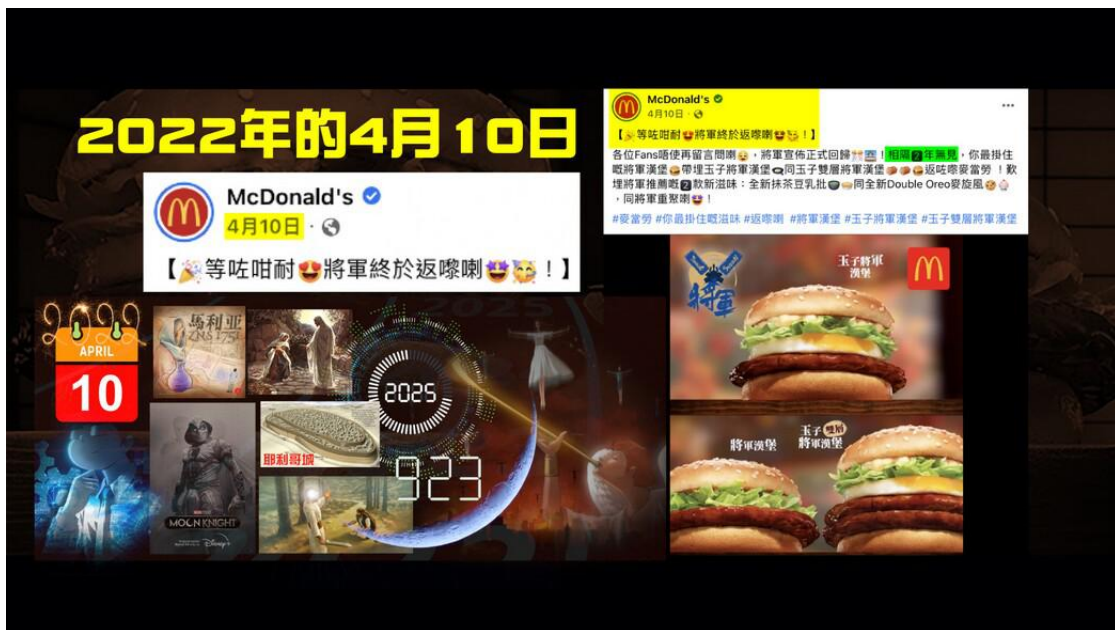 2022年的4月10日
McDonald's
4月10日 ·
【🎉等咗咁耐😍將軍終於返嚟喇🤩🥳！】
APRIL
10
馬利亞
2025
耶利哥城
923
MOON KNIGHT
Disney+
McDonald's
4月10日 ·
【🎉等咗咁耐😍將軍終於返嚟喇🤩🥳！】
各位Fans唔使再留言問喇😉，將軍宣佈正式回歸🎊🏯！相隔2️⃣年無見，你最掛住
嘅將軍漢堡😋帶埋玉子將軍漢堡🍳同玉子雙層將軍漢堡🥩🥩😋返咗嚟麥當勞！歎
埋將軍推薦嘅2️⃣款新滋味：全新抹茶豆乳批🍵🥧同全新Double Oreo麥旋風🍪🍦
，同將軍重聚喇🤩！
#麥當勞 #你最掛住嘅滋味 #返嚟喇 #將軍漢堡 #玉子將軍漢堡 #玉子雙層將軍漢堡
將軍
玉子將軍
漢堡
將軍漢堡
玉子雙層
將軍漢堡